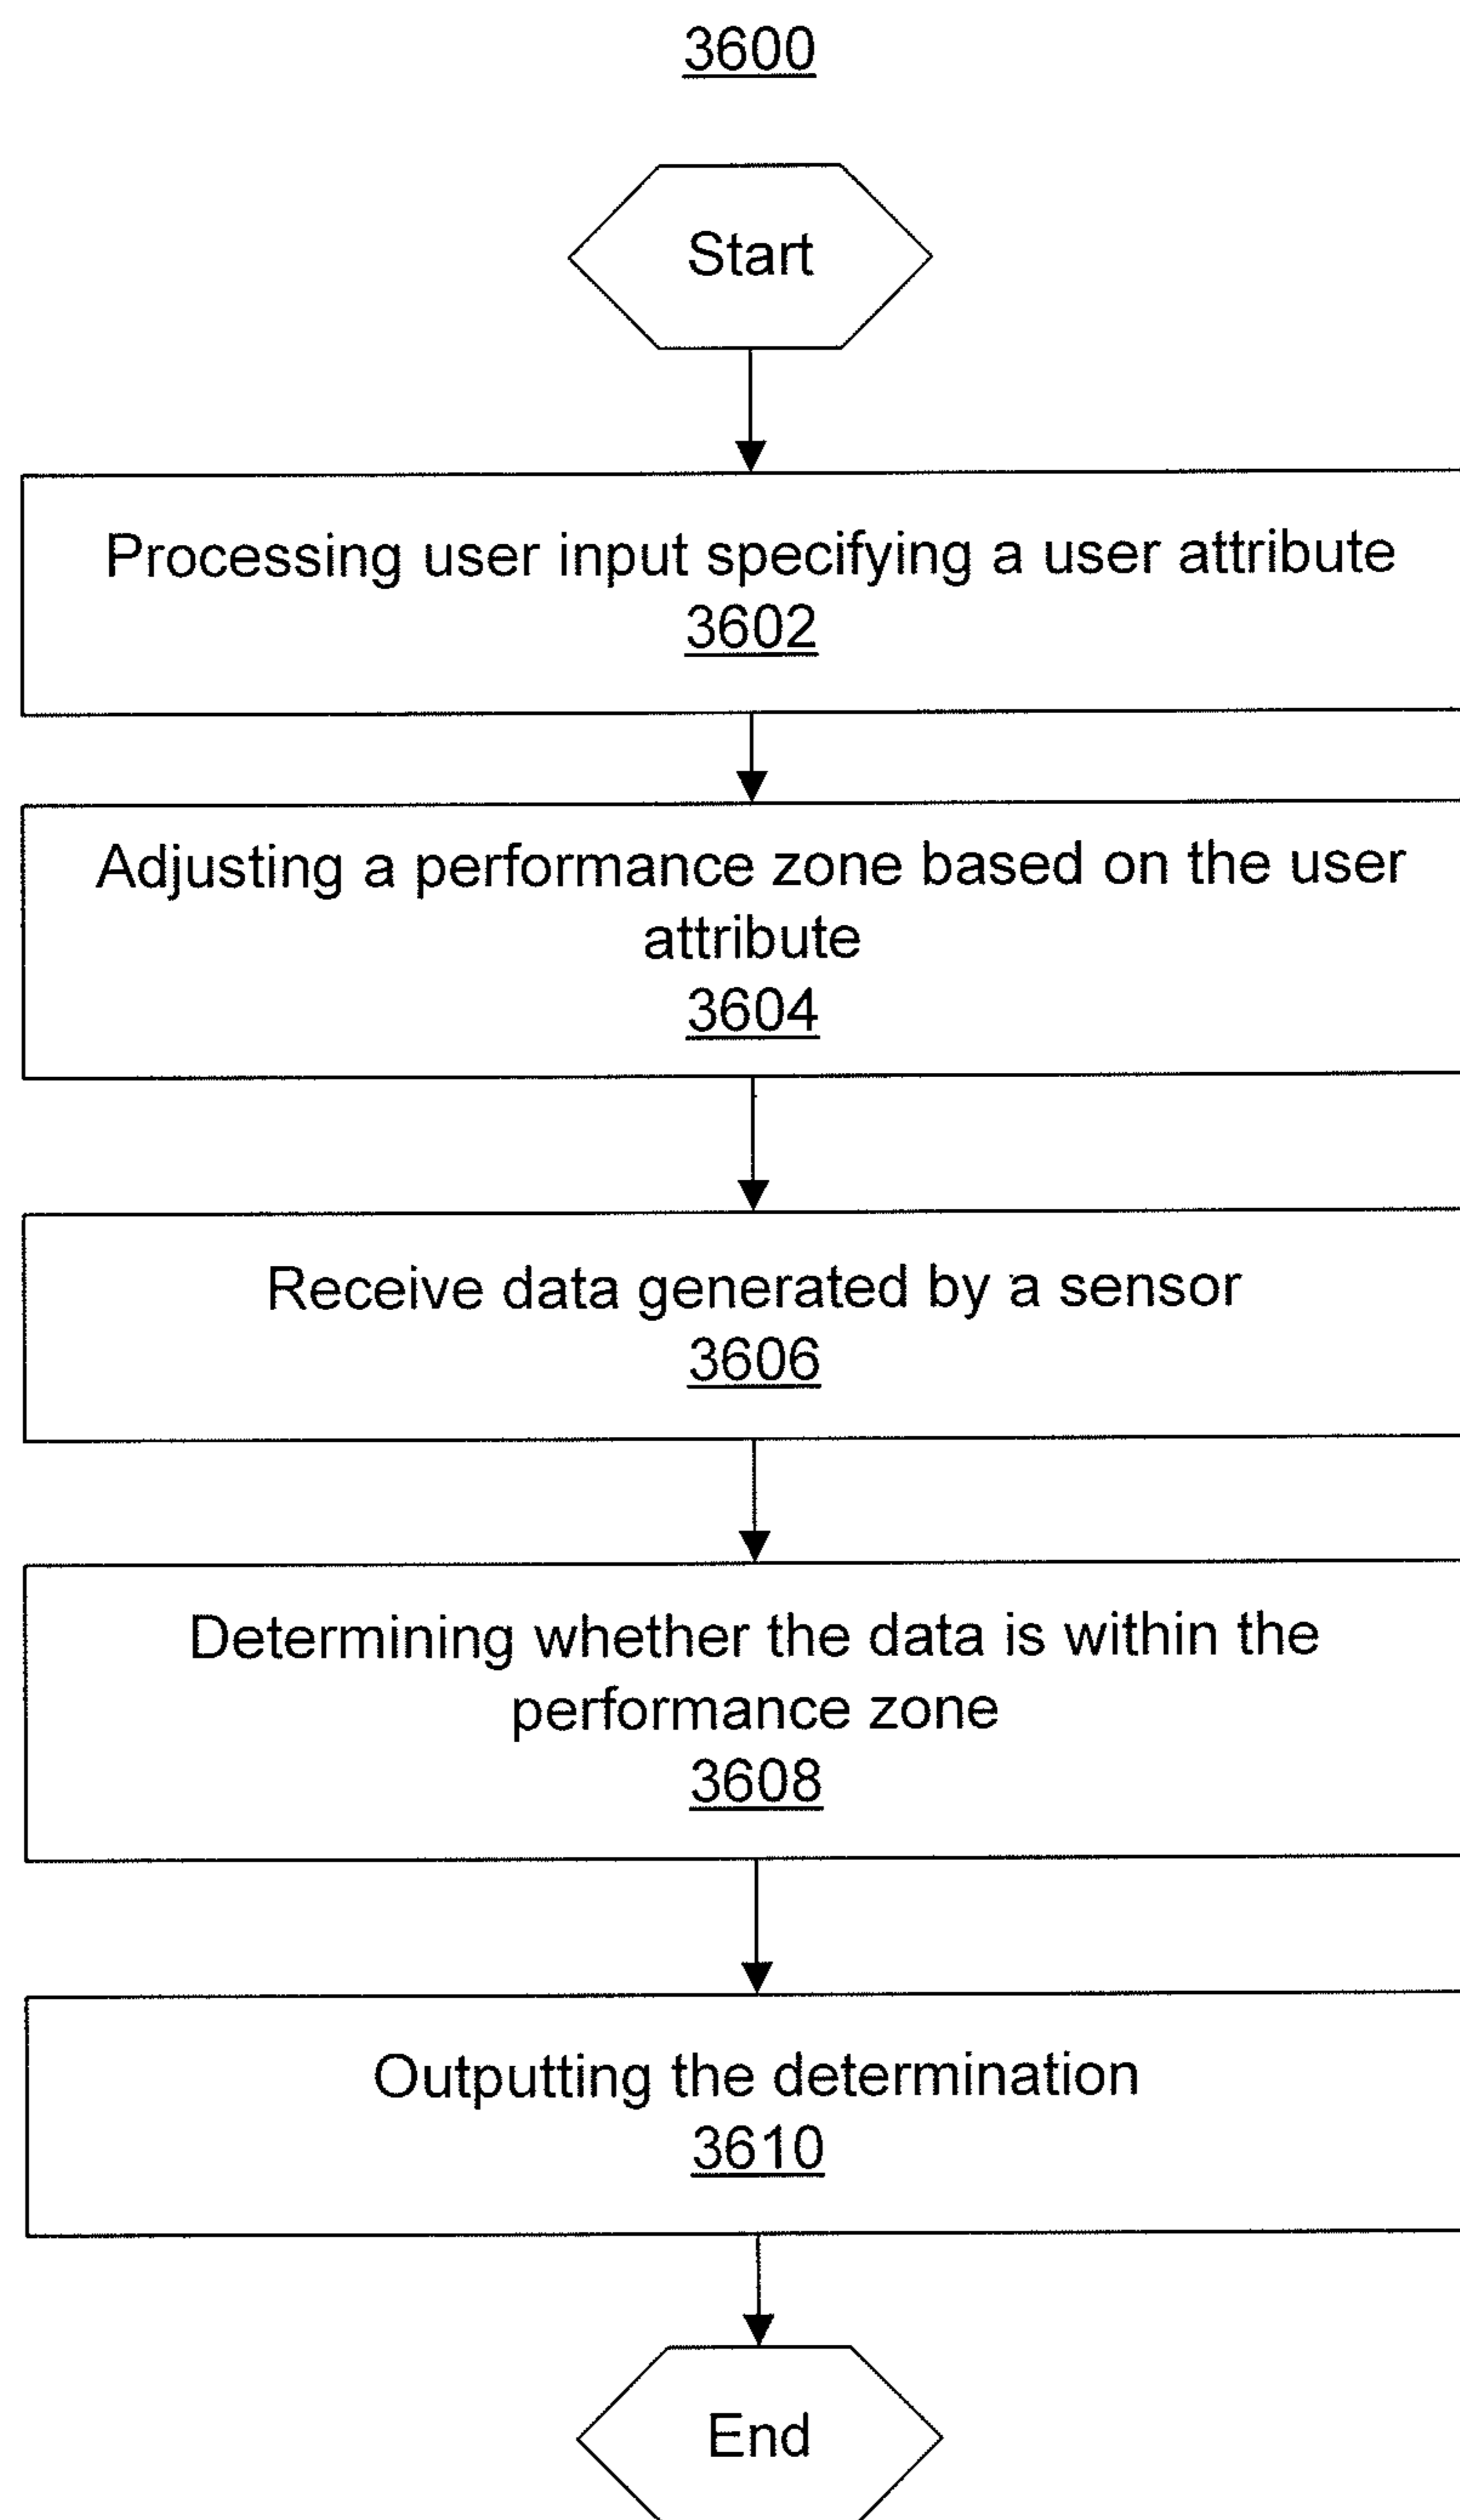 3600
Start
Processing user input specifying a user attribute
3602
Adjusting a performance zone based on the user
attribute
3604
Receive data generated by a sensor
3606
Determining whether the data is within the
performance zone
3608
Outputting the determination
3610
End